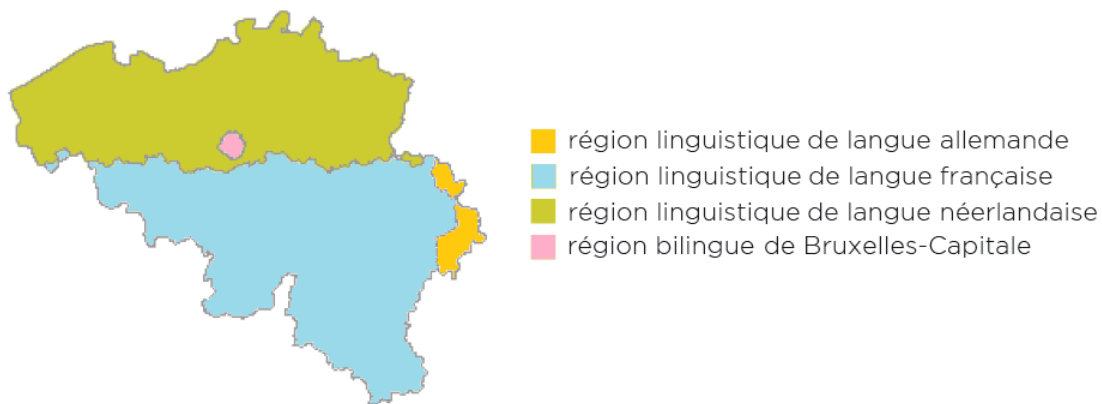 région linguistique de langue allemande
région linguistique de langue française
région linguistique de langue néerlandaise
région bilingue de Bruxelles-Capitale